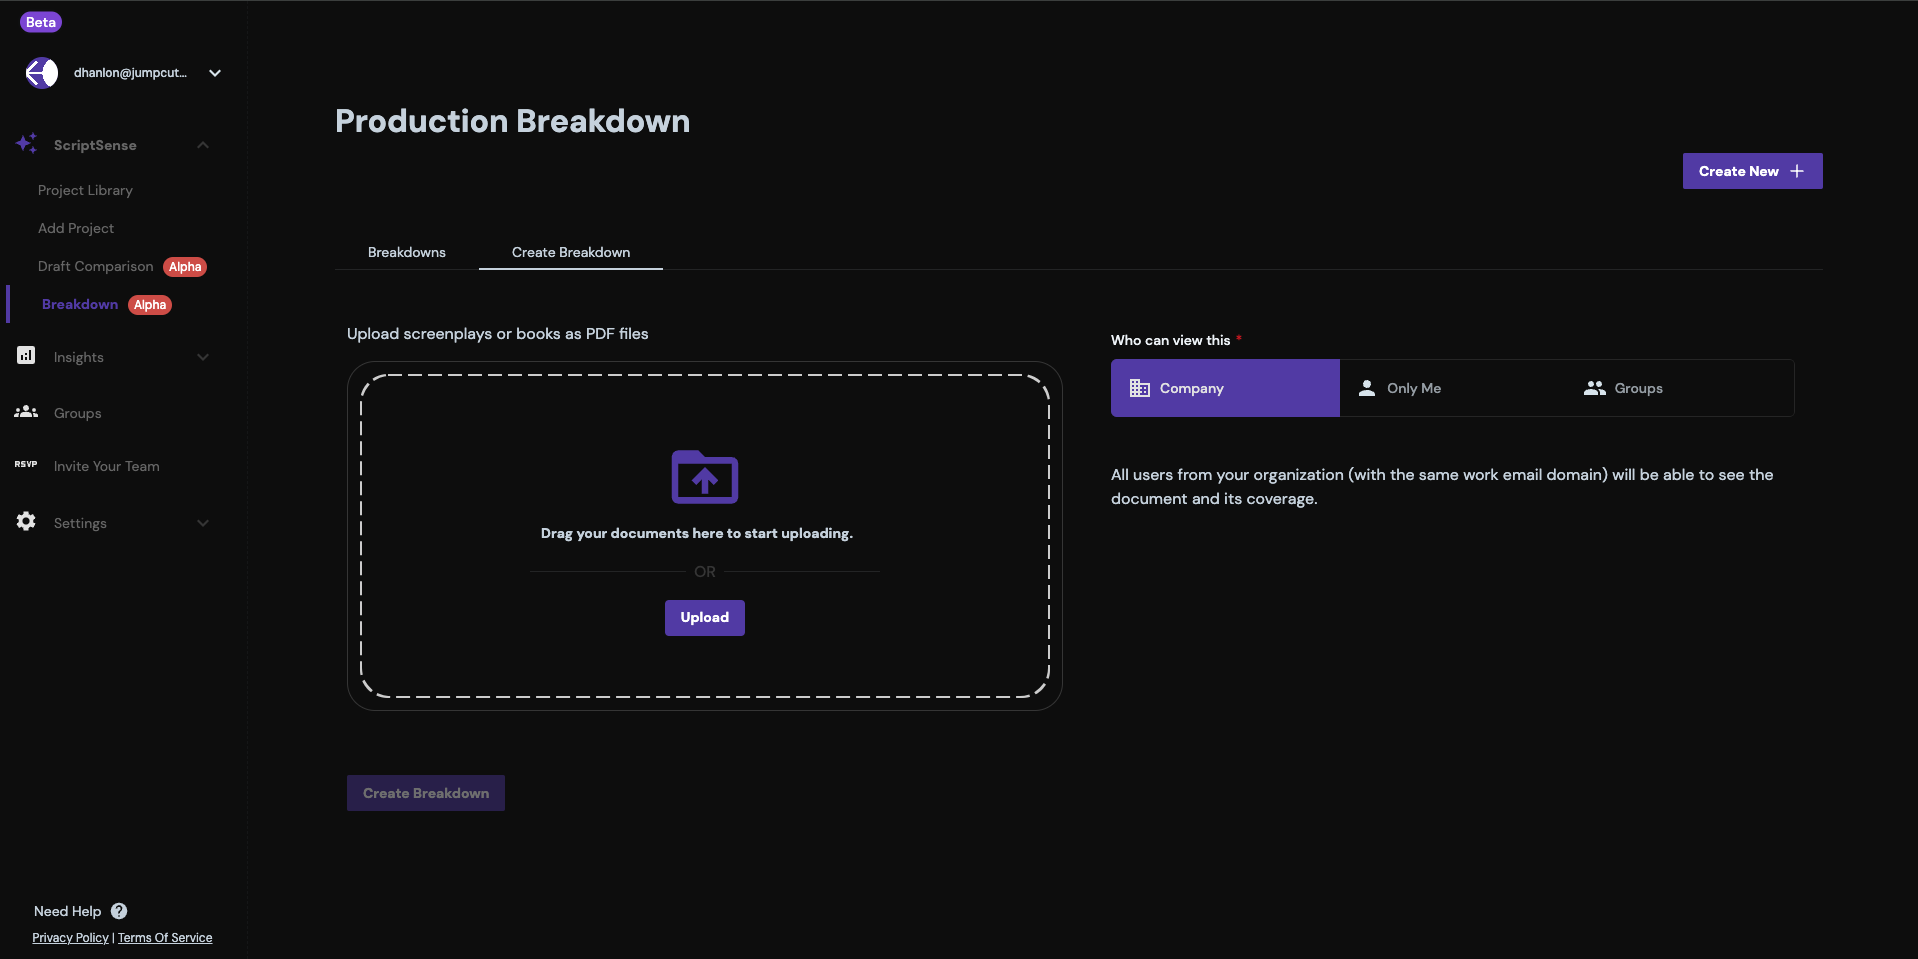 Beta
dhanlon@jumpcut...
ScriptSense
Project Library
Add Project
Draft Comparison Alpha
Breakdown Alpha
Insights
Groups
RSVP Invite Your Team
Settings
Need Help ?
Privacy Policy | Terms Of Service
Production Breakdown
Create New +
Breakdowns Create Breakdown
Upload screenplays or books as PDF files
Drag your documents here to start uploading.
OR
Upload
Create Breakdown
Who can view this *
Company Only Me Groups
All users from your organization (with the same work email domain) will be able to see the
document and its coverage.